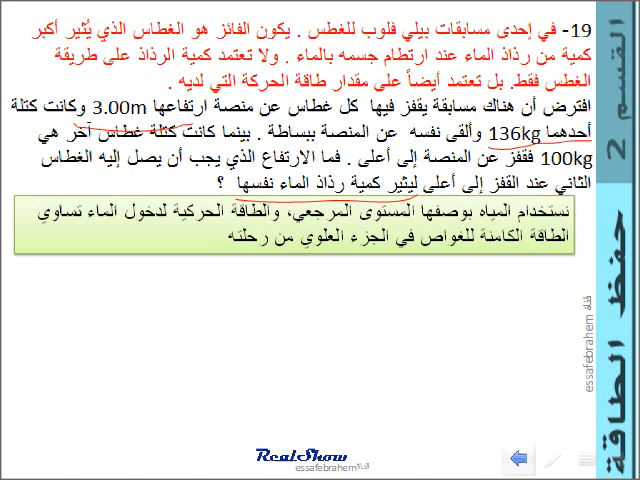 19- في إحدى مسابقات بيلي فلوب للغطس . يكون الفائز هو الغطاس الذي يُثير أكبر
كمية من رذاذ الماء عند ارتطام جسمه بالماء . ولا تعتمد كمية الرذاذ على طريقة
الغطس فقط. بل تعتمد أيضاً على مقدار طاقة الحركة التي لديه .
افترض أن هناك مسابقة يقفز فيها كل غطاس عن منصة ارتفاعها 3.00m وكانت كتلة
أحدهما 136kg وألقى نفسه عن المنصة ببساطة . بينما كانت كتلة غطاس آخر هي
100kg فقفز عن المنصة إلى أعلى . فما الارتفاع الذي يجب أن يصل إليه الغطاس
الثاني عند القفز إلى أعلى ليثير كمية رذاذ الماء نفسها ؟
نستخدام المياه بوصفها المستوى المرجعي، والطاقة الحركية لدخول الماء تساوي
الطاقة الكامنة للغواص في الجزء العلوي من رحلته
القسم 2
حفظ الطاقة
قناة essafebrahem
RealShow
قناة essafebrahem